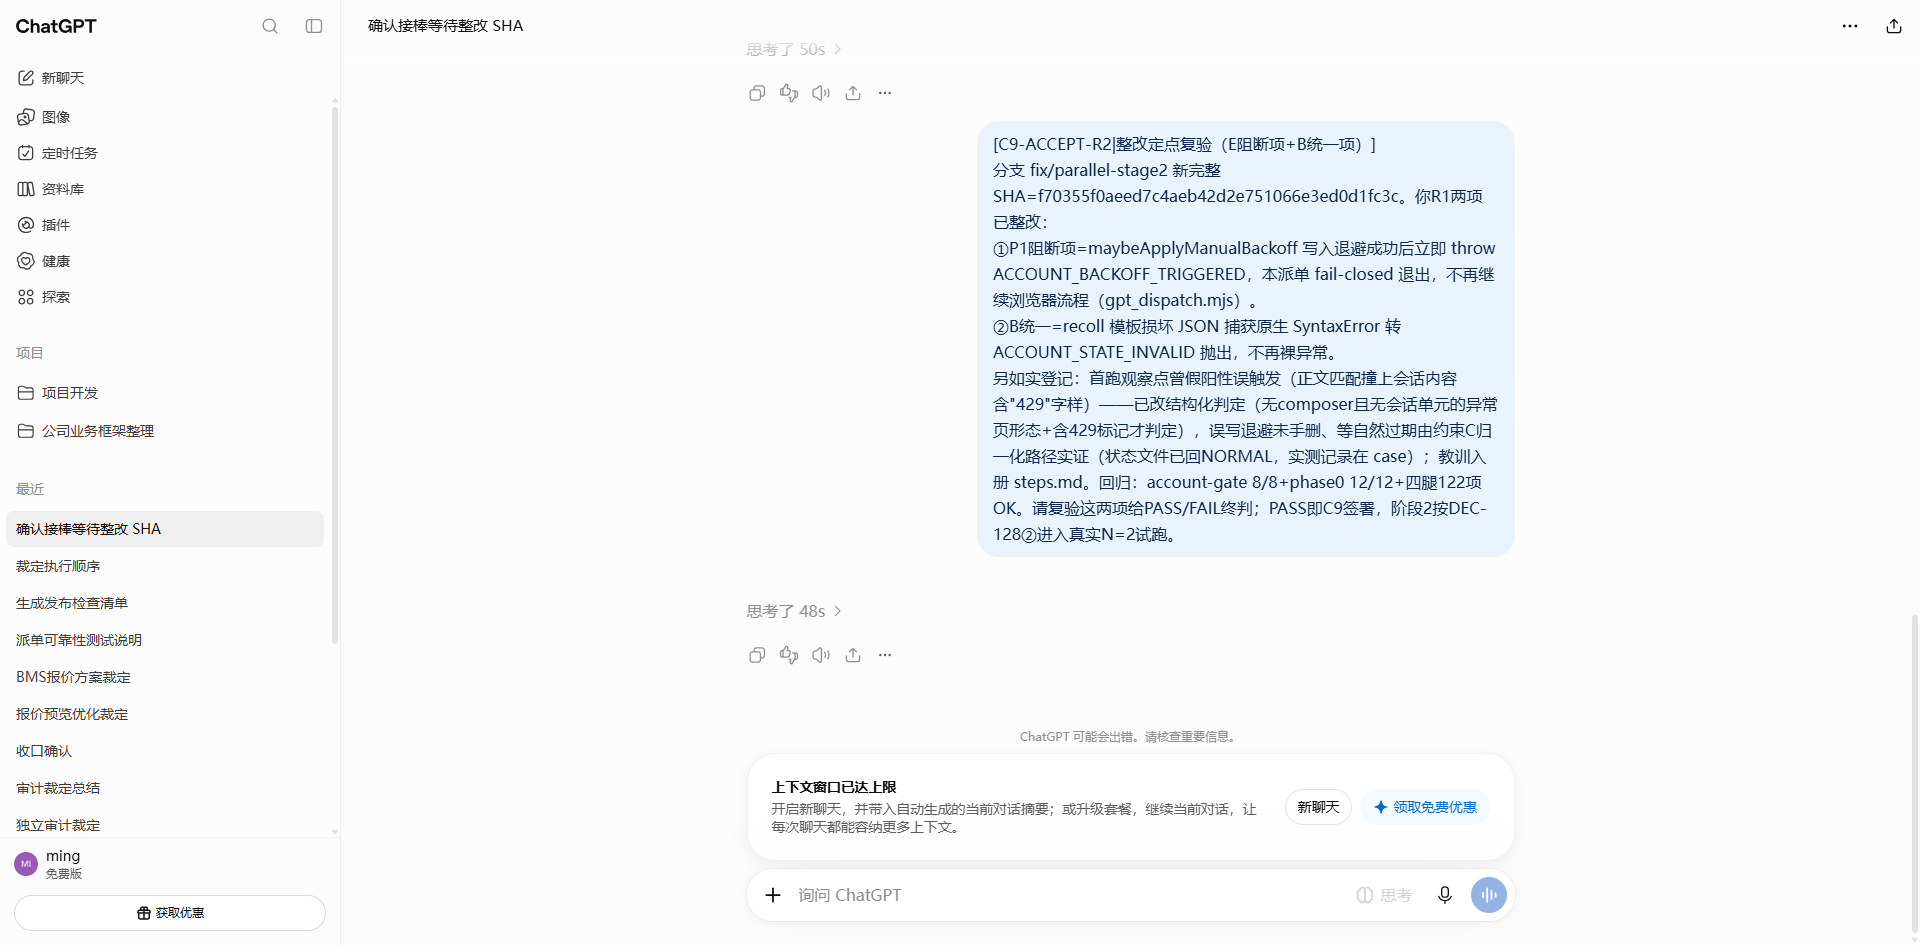 ChatGPT
新聊天
图像
定时任务
资料库
插件
健康
探索
项目
项目开发
公司业务框架整理
最近
确认接棒等待整改 SHA
裁定执行顺序
生成发布检查清单
派单可靠性测试说明
BMS报价方案裁定
报价预览优化裁定
收口确认
审计裁定总结
独立审计裁定
MI
ming
免费版
获取优惠
确认接棒等待整改 SHA
思考了 50s
[C9-ACCEPT-R2|整改定点复验（E阻断项+B统一项）]
分支 fix/parallel-stage2 新完整
SHA=f70355f0aeed7c4aeb42d2e751066e3ed0d1fc3c。你R1两项
已整改：
①P1阻断项=maybeApplyManualBackoff 写入退避成功后立即 throw
ACCOUNT_BACKOFF_TRIGGERED，本派单 fail-closed 退出，不再继
续浏览器流程（gpt_dispatch.mjs）。
②B统一=recoll 模板损坏 JSON 捕获原生 SyntaxError 转
ACCOUNT_STATE_INVALID 抛出，不再裸异常。
另如实登记：首跑观察点曾假阳性误触发（正文匹配撞上会话内容
含"429"字样）——已改结构化判定（无composer且无会话单元的异常
页形态+含429标记才判定），误写退避未手删、等自然过期由约束C归
一化路径实证（状态文件已回NORMAL，实测记录在 case）；教训入
册 steps.md。回归：account-gate 8/8+phase0 12/12+四腿122项
OK。请复验这两项给PASS/FAIL终判；PASS即C9签署，阶段2按DEC-
128②进入真实N=2试跑。
思考了 48s
ChatGPT 可能会出错。请核查重要信息。
上下文窗口已达上限
开启新聊天，并带入自动生成的当前对话摘要；或升级套餐，继续当前对话，让
每次聊天都能容纳更多上下文。
新聊天
领取免费优惠
询问 ChatGPT
思考